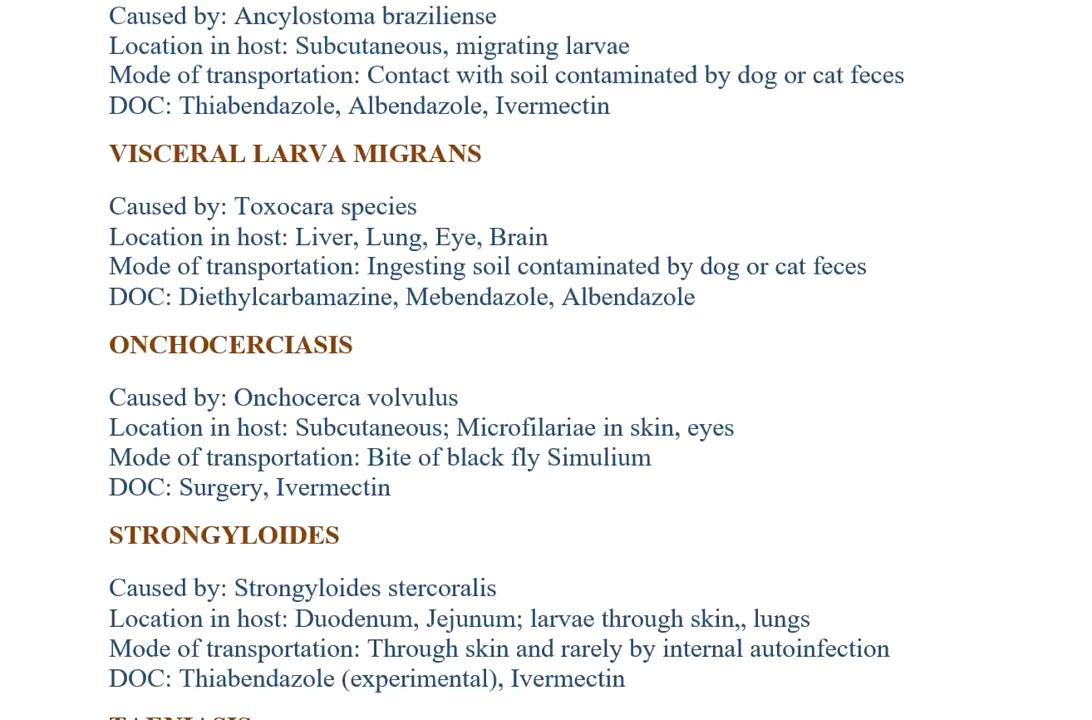 Caused by: Ancylostoma braziliense
Location in host: Subcutaneous, migrating larvae
Mode of transportation: Contact with soil contaminated by dog or cat feces
DOC: Thiabendazole, Albendazole, Ivermectin
VISCERAL LARVA MIGRANS
Caused by: Toxocara species
Location in host: Liver, Lung, Eye, Brain
Mode of transportation: Ingesting soil contaminated by dog or cat feces
DOC: Diethylcarbamazine, Mebendazole, Albendazole
ONCHOCERCIASIS
Caused by: Onchocerca volvulus
Location in host: Subcutaneous; Microfilariae in skin, eyes
Mode of transportation: Bite of black fly Simulium
DOC: Surgery, Ivermectin
STRONGYLOIDES
Caused by: Strongyloides stercoralis
Location in host: Duodenum, Jejunum; larvae through skin,, lungs
Mode of transportation: Through skin and rarely by internal autoinfection
DOC: Thiabendazole (experimental), Ivermectin
TAENIASIS